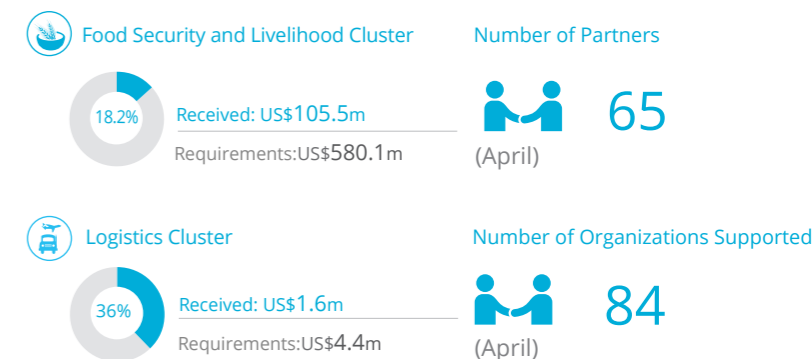 Food Security and Livelihood Cluster
Number of Partners
18.2%
Received: US$105.5m
Requirements:US$580.1m
65
(April)
Logistics Cluster
Number of Organizations Supported
36%
Received: US$1.6m
Requirements:US$4.4m
84
(April)